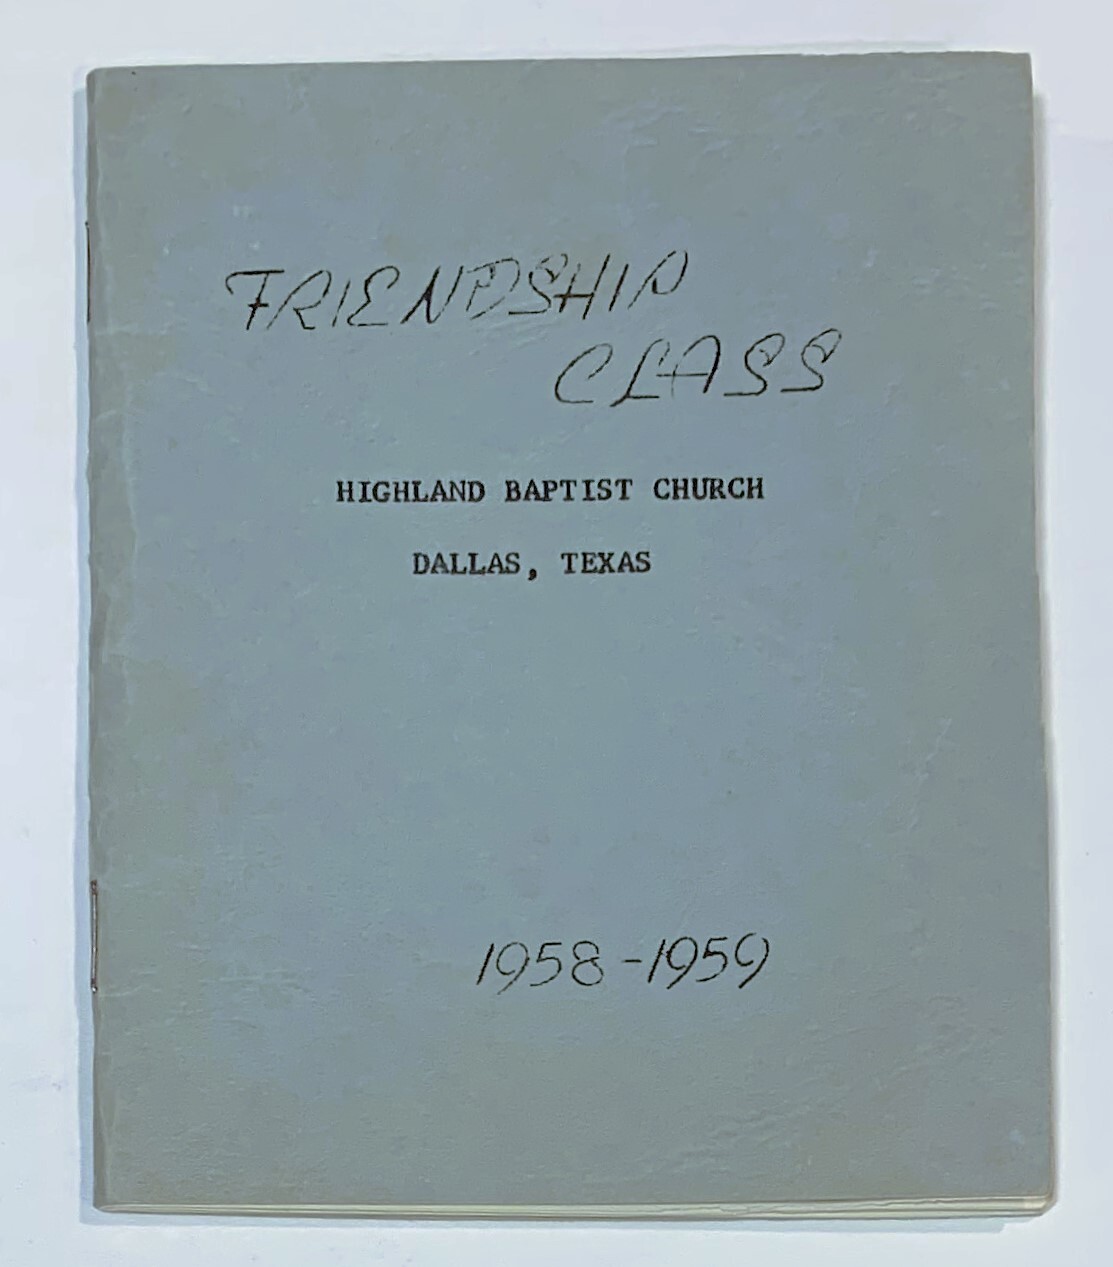 FRIENDSHIP
CLASS
HIGHLAND BAPTIST CHURCH
DALLAS, TEXAS
1958-1959